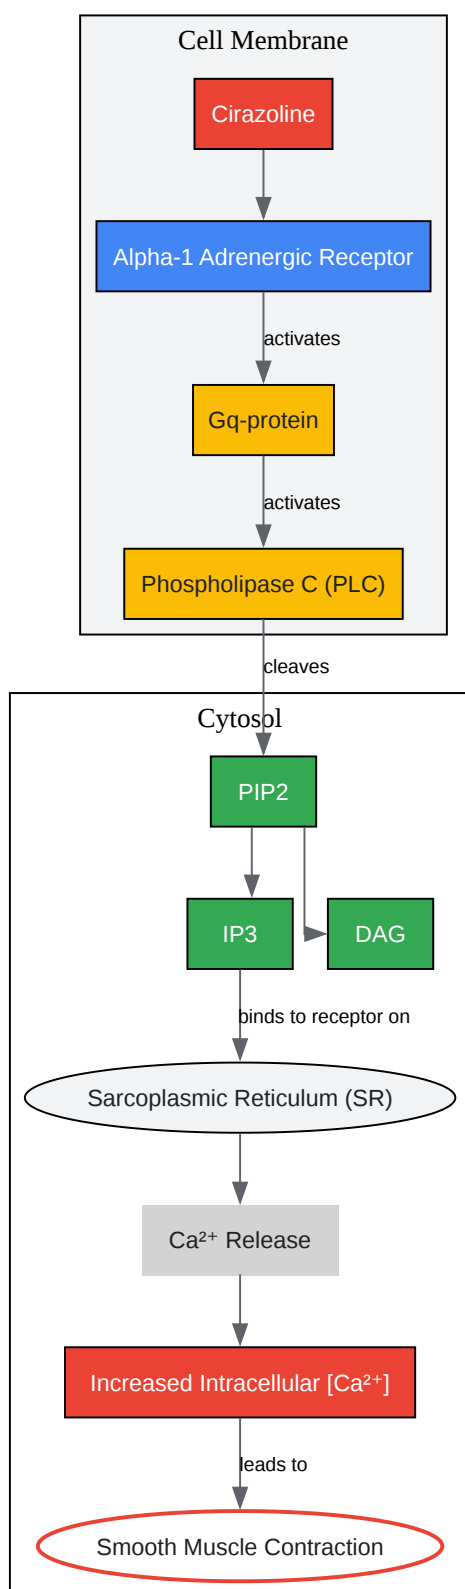 Cell Membrane
Cirazoline
Alpha-1 Adrenergic Receptor
activates
Gq-protein
activates
Phospholipase C (PLC)
cleaves
Cytosol
PIP2
IP3
DAG
binds to receptor on
Sarcoplasmic Reticulum (SR)
Ca²⁺ Release
Increased Intracellular [Ca²⁺]
leads to
Smooth Muscle Contraction